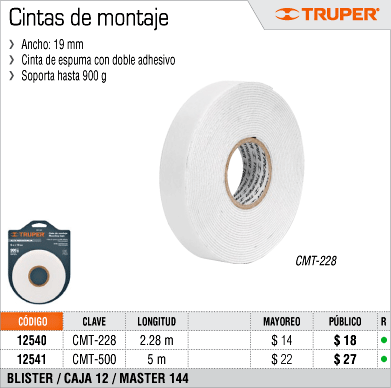 Cintas de montaje
TRUPER®
Ancho: 19 mm
Cinta de espuma con doble adhesivo
Soporta hasta 900 g
CMT-228
TRUPER
CÓDIGO CLAVE LONGITUD MAYOREO PÚBLICO R
12540 CMT-228 2.28 m $ 14 $ 18
12541 CMT-500 5 m $ 22 $ 27
BLISTER / CAJA 12 / MASTER 144